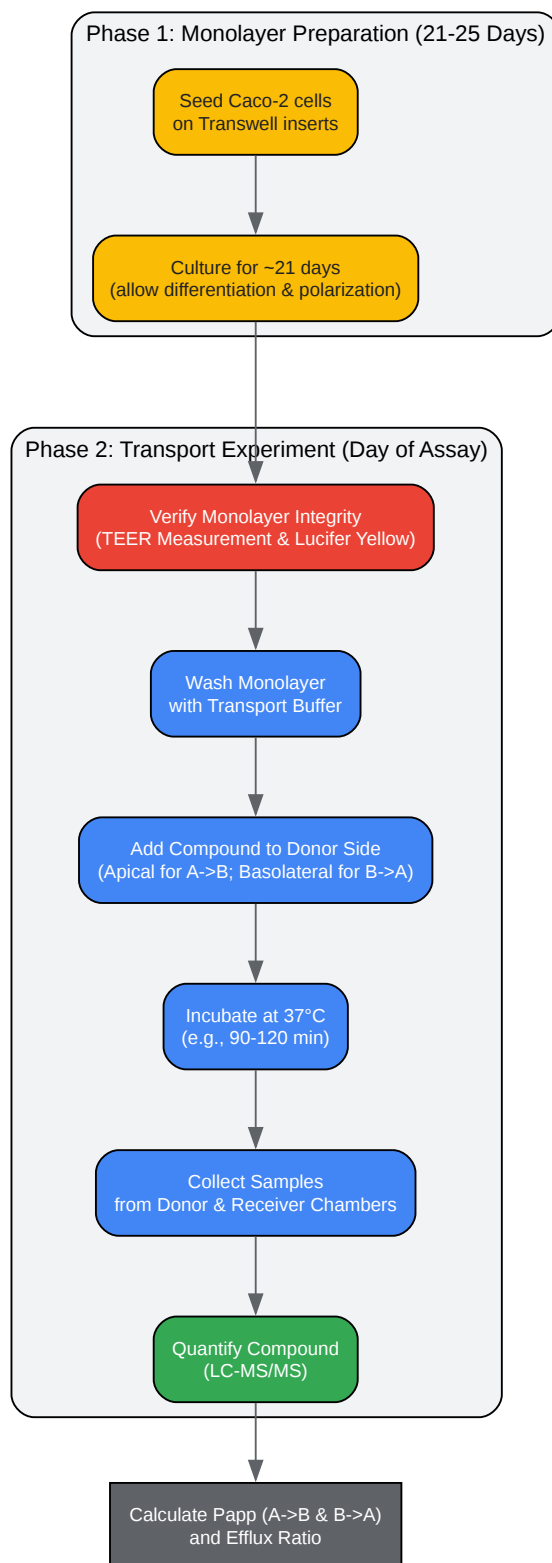 Phase 1: Monolayer Preparation (21-25 Days)
Seed Caco-2 cells
on Transwell inserts
Culture for ~21 days
(allow differentiation & polarization)
Phase 2: Transport Experiment (Day of Assay)
Verify Monolayer Integrity
(TEER Measurement & Lucifer Yellow)
Wash Monolayer
with Transport Buffer
Add Compound to Donor Side
(Apical for A->B; Basolateral for B->A)
Incubate at 37°C
(e.g., 90-120 min)
Collect Samples
from Donor & Receiver Chambers
Quantify Compound
(LC-MS/MS)
Calculate Papp (A->B & B->A)
and Efflux Ratio